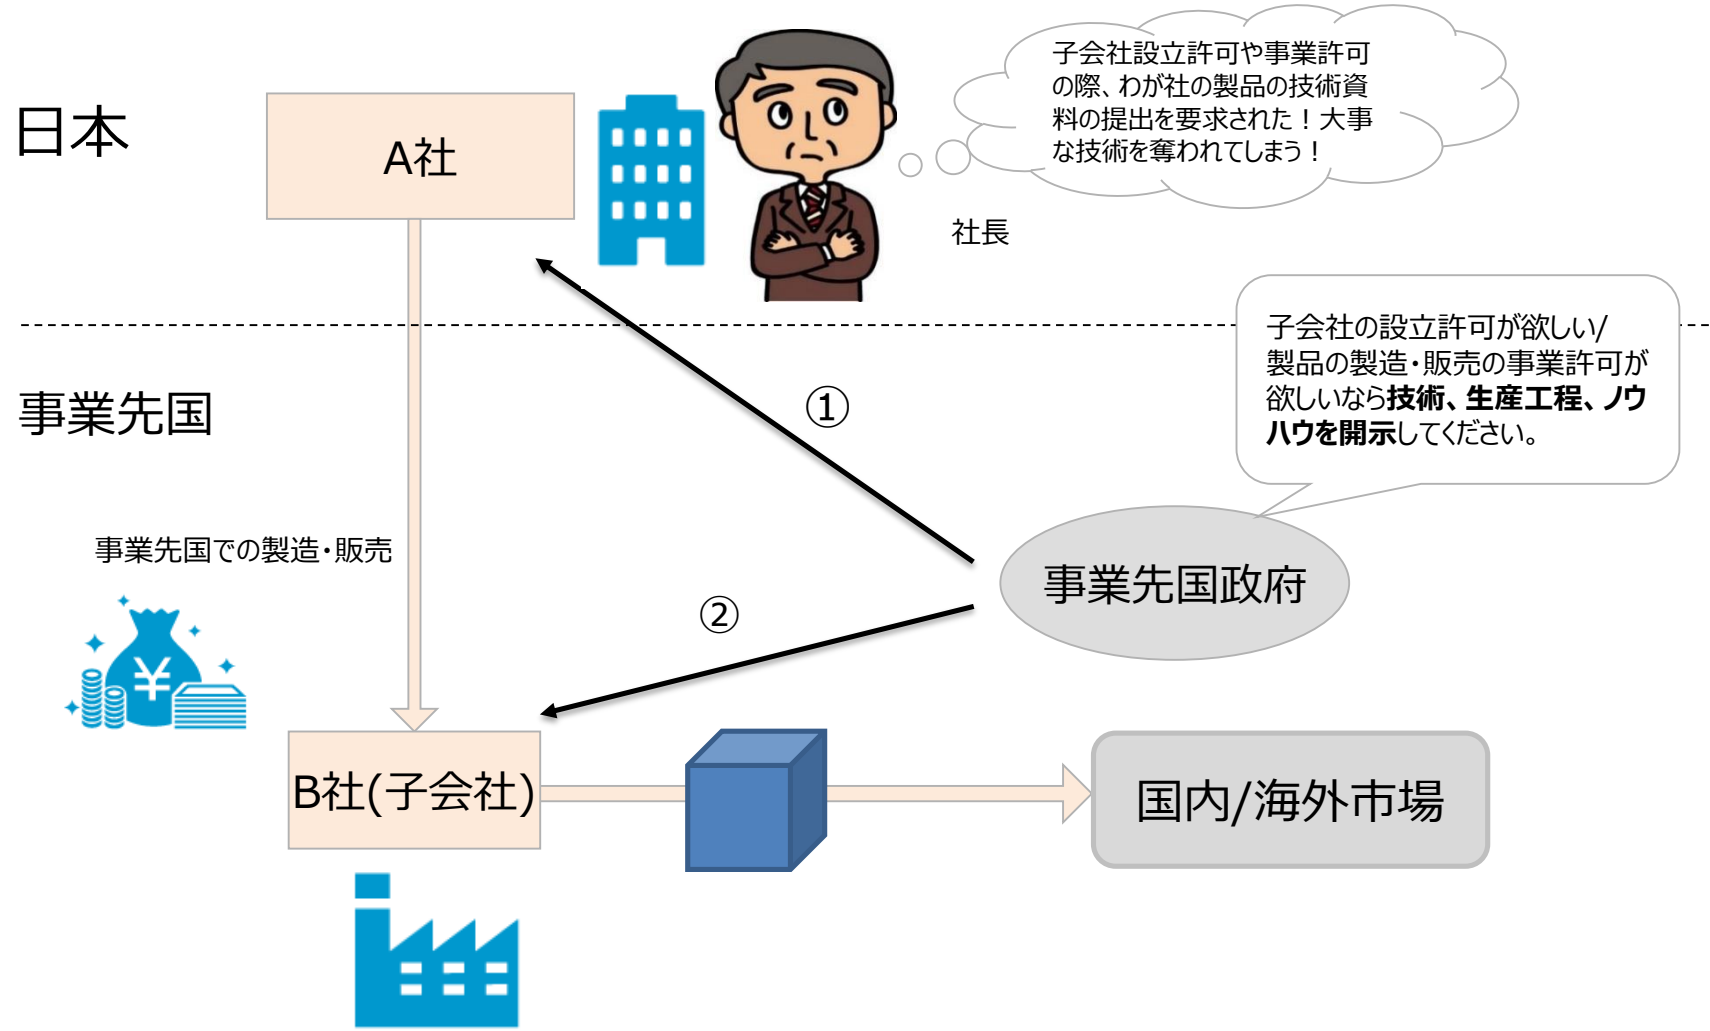 日本
A社
子会社設立許可や事業許可
の際、わが社の製品の技術資
料の提出を要求された！大事
な技術を奪われてしまう！
社長
子会社の設立許可が欲しい/
製品の製造・販売の事業許可が
欲しいなら技術、生産工程、ノウ
ハウを開示してください。
事業先国
①
事業先国での製造・販売
事業先国政府
②
¥
B社(子会社)
国内/海外市場